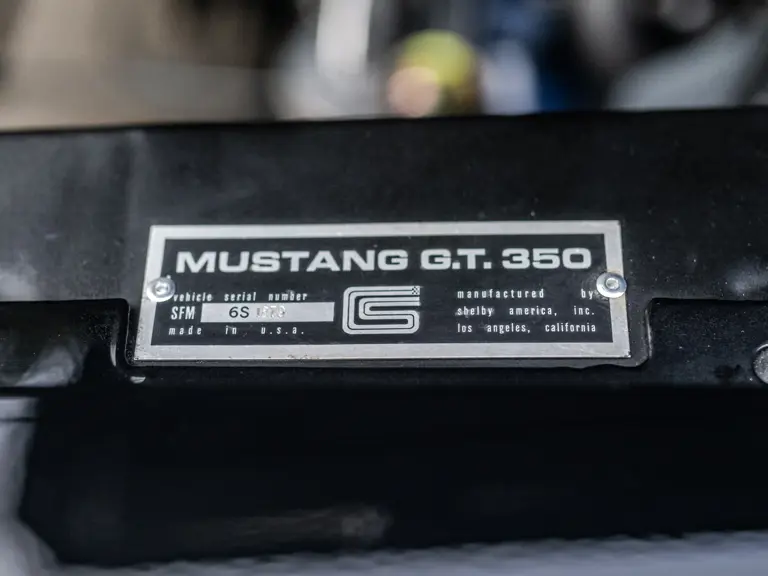 MUSTANG G.T. 350
vehicle serial number
SFM 6S
made in u.s.a.
manufactured by
shelby america, inc.
los angeles, california